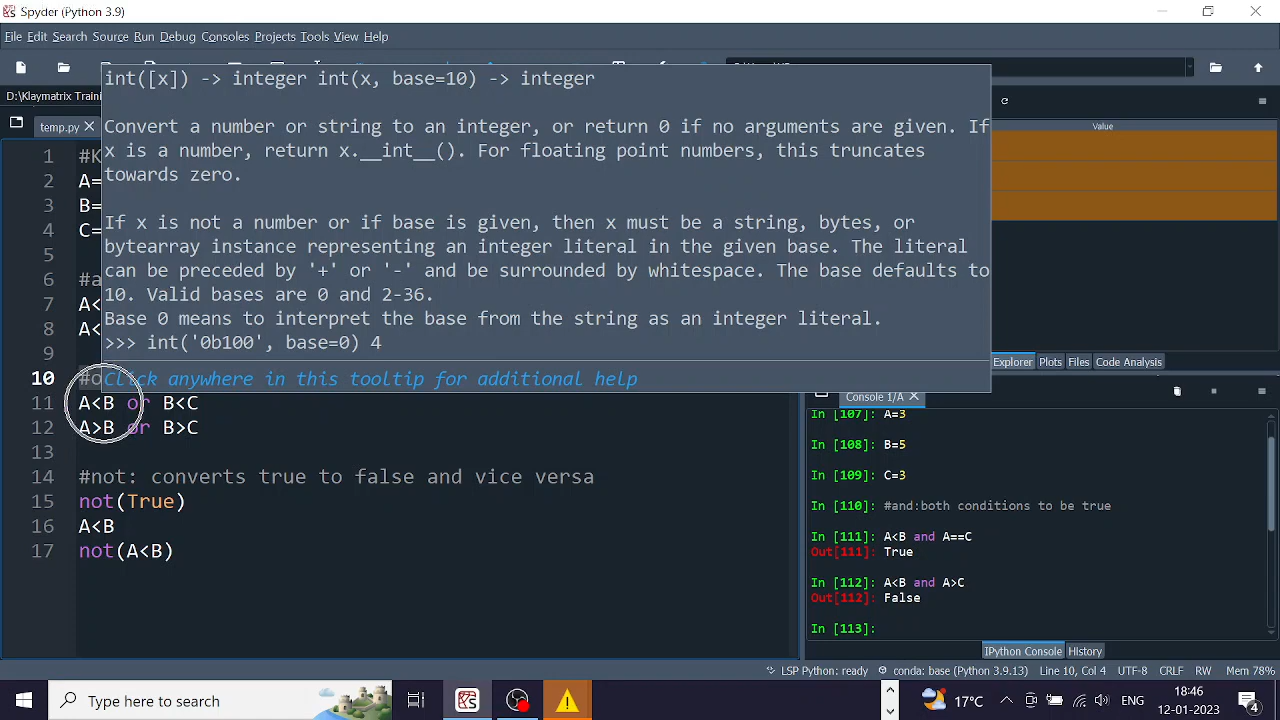 Spyder (Python 3.9)
File Edit Search Source Run Debug Consoles Projects Tools View Help
D:\Klaymatrix Traini
temp.py
int([x]) -> integer int(x, base=10) -> integer
Convert a number or string to an integer, or return 0 if no arguments are given. If
x is a number, return x.__int__(). For floating point numbers, this truncates
towards zero.
If x is not a number or if base is given, then x must be a string, bytes, or
bytearray instance representing an integer literal in the given base. The literal
can be preceded by '+' or '-' and be surrounded by whitespace. The base defaults to
10. Valid bases are 0 and 2-36.
Base 0 means to interpret the base from the string as an integer literal.
>>> int('0b100', base=0) 4
Click anywhere in this tooltip for additional help
1 #K
2 A=
3 B=
4 C=
5
6 #a
7 A<
8 A<
9
10 #o
11 A<B or B<C
12 A>B or B>C
13
14 #not: converts true to false and vice versa
15 not(True)
16 A<B
17 not(A<B)
Value
Explorer Plots Files Code Analysis
Console 1/A
In [107]: A=3
In [108]: B=5
In [109]: C=3
In [110]: #and:both conditions to be true
In [111]: A<B and A==C
Out[111]: True
In [112]: A<B and A>C
Out[112]: False
In [113]:
IPython Console History
LSP Python: ready conda: base (Python 3.9.13) Line 10, Col 4 UTF-8 CRLF RW Mem 78%
Type here to search
17°C ENG 18:46
12-01-2023 4